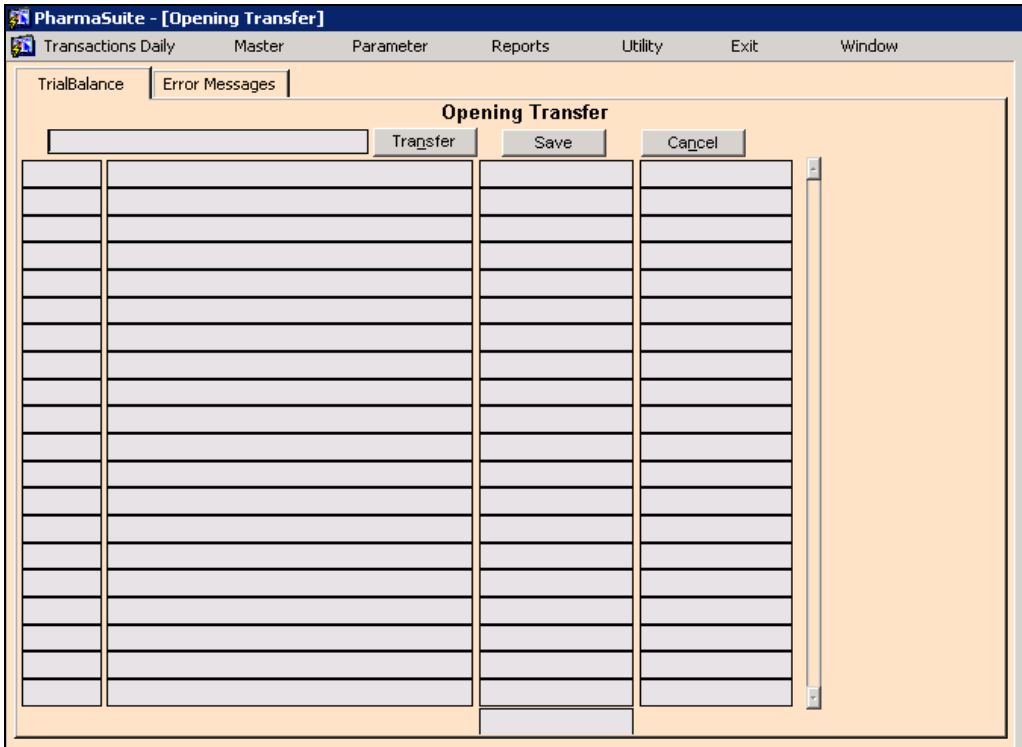 PharmaSuite - [Opening Transfer]
Transactions Daily Master Parameter Reports Utility Exit Window
TrialBalance Error Messages
Opening Transfer
Transfer Save Cancel